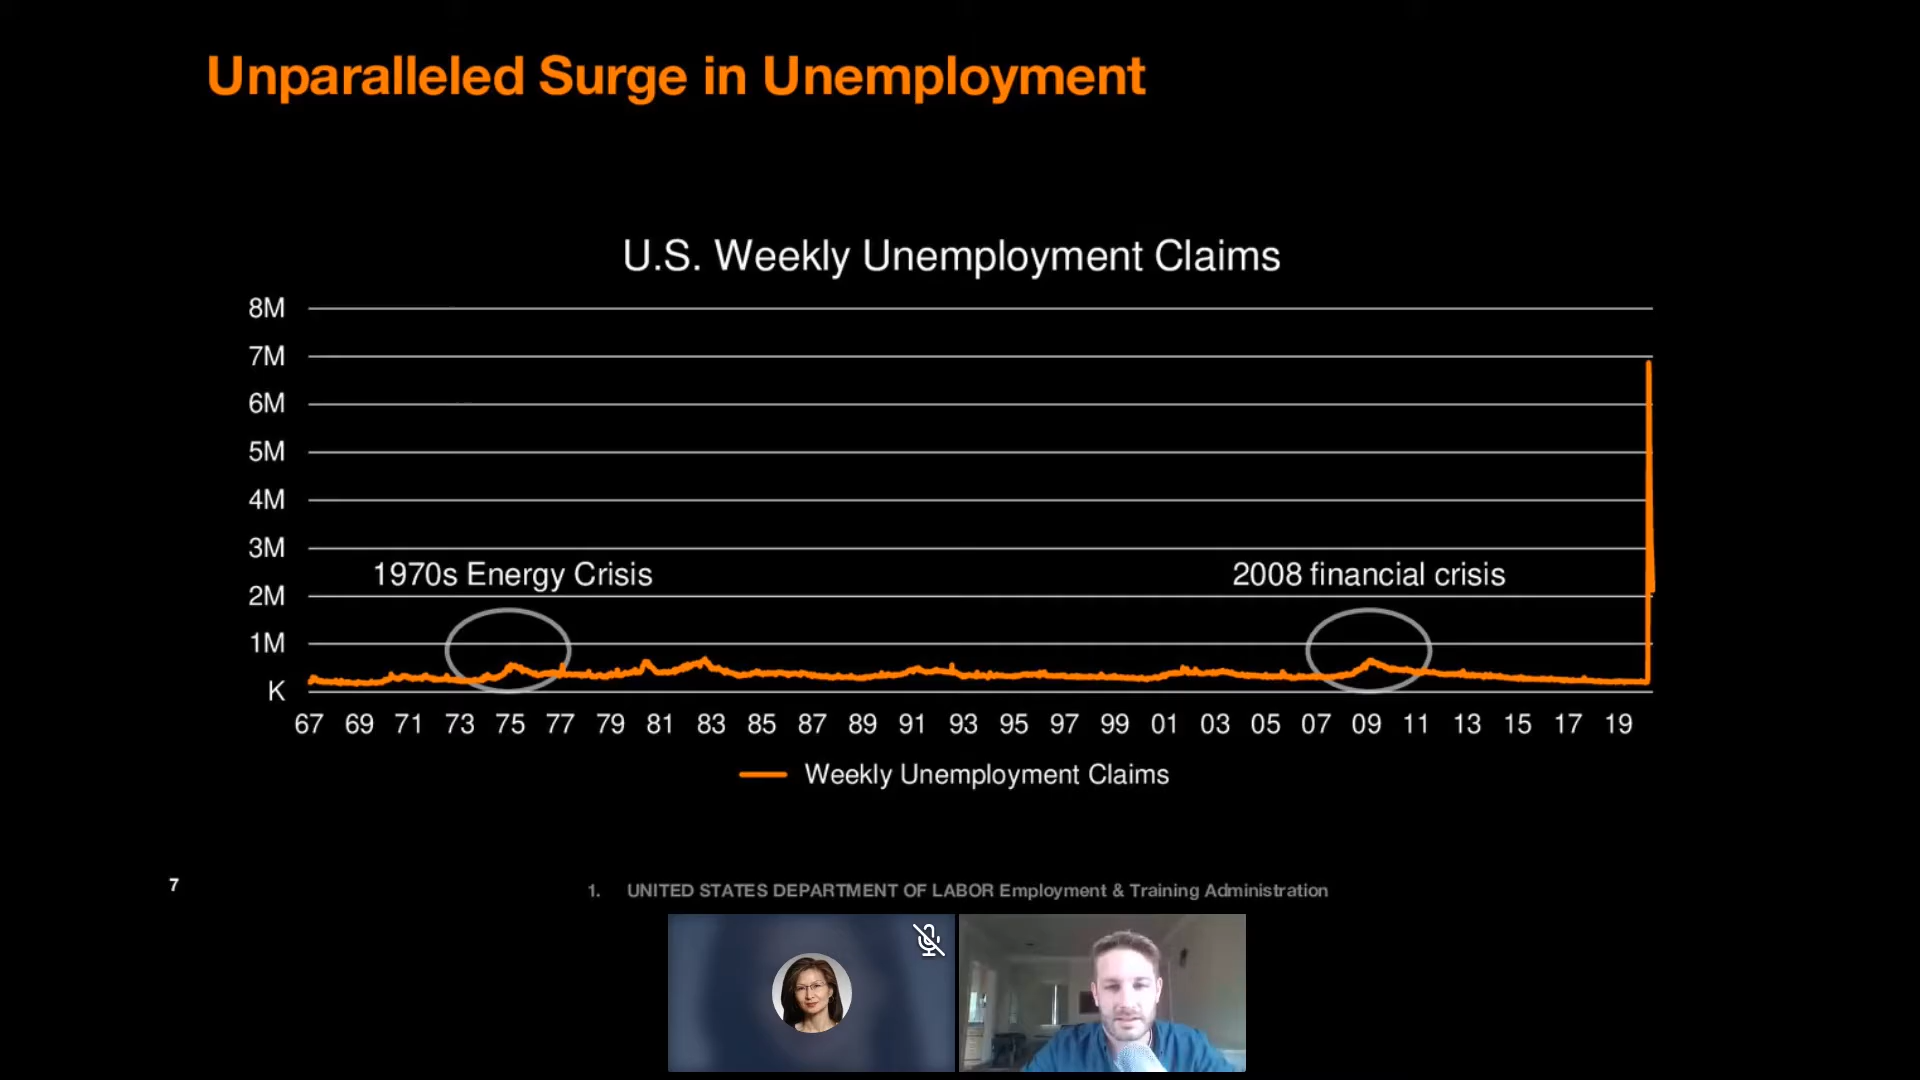 Unparalleled Surge in Unemployment
U.S. Weekly Unemployment Claims
8M
7M
6M
5M
4M
3M
1970s Energy Crisis
2008 financial crisis
2M
1M
K
67 69 71 73 75 77 79 81 83 85 87 89 91 93 95 97 99 01 03 05 07 09 11 13 15 17 19
Weekly Unemployment Claims
7
1. UNITED STATES DEPARTMENT OF LABOR Employment & Training Administration